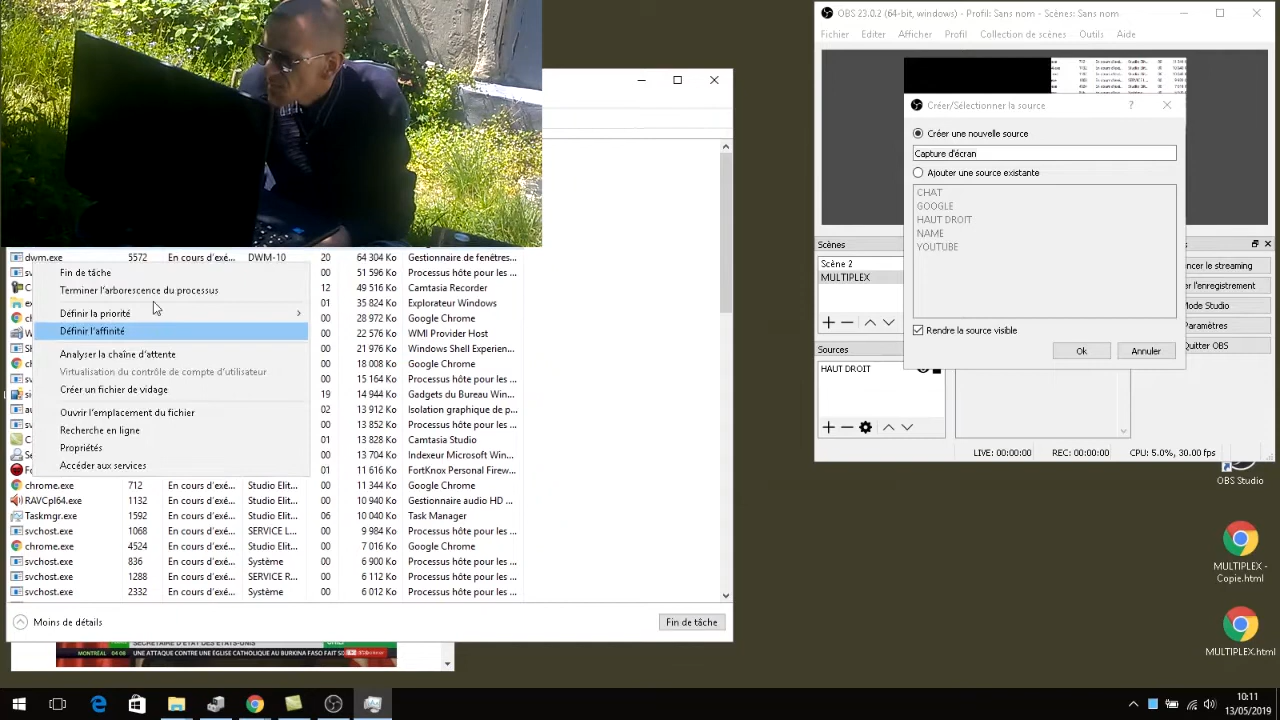 OBS 23.0.2 (64-bit, windows) - Profil: Sans nom - Scènes: Sans nom
Fichier Editer Afficher Profil Collection de scènes Outils Aide
Créer/Sélectionner la source
Créer une nouvelle source
Capture d'écran
Ajouter une source existante
CHAT
GOOGLE
HAUT DROIT
NAME
YOUTUBE
Rendre la source visible
Ok Annuler
Scènes
Scène 2
MULTIPLEX
Sources
HAUT DROIT
Mode Studio
Paramètres
Quitter OBS
LIVE: 00:00:00 REC: 00:00:00 CPU: 5.0%, 30.00 fps
OBS Studio
MULTIPLEX -
Copie.html
MULTIPLEX.html
dwm.exe 5572 En cours d'exé... DWM-10 20 64 304 Ko Gestionnaire de fenêtres...
51 596 Ko Processus hôte pour les ...
12 49 516 Ko Camtasia Recorder
01 35 824 Ko Explorateur Windows
00 28 972 Ko Google Chrome
00 22 576 Ko WMI Provider Host
00 21 976 Ko Windows Shell Experien...
00 18 008 Ko Google Chrome
00 15 164 Ko Processus hôte pour les ...
19 14 944 Ko Gadgets du Bureau Win...
02 13 912 Ko Isolation graphique de p...
00 13 852 Ko Processus hôte pour les ...
00 13 828 Ko Camtasia Studio
00 13 704 Ko Indexeur Microsoft Win...
00 11 616 Ko FortKnox Personal Firew...
Fin de tâche
Terminer l'arborescence du processus
Définir la priorité
Définir l'affinité
Analyser la chaîne d'attente
Virtualisation du contrôle de compte d'utilisateur
Créer un fichier de vidage
Ouvrir l'emplacement du fichier
Recherche en ligne
Propriétés
Accéder aux services
chrome.exe 712 En cours d'exé... Studio Elit... 00 11 344 Ko Google Chrome
RAVCpl64.exe 1132 En cours d'exé... Studio Elit... 00 10 940 Ko Gestionnaire audio HD ...
Taskmgr.exe 1592 En cours d'exé... Studio Elit... 06 10 040 Ko Task Manager
svchost.exe 1068 En cours d'exé... SERVICE L... 00 9 984 Ko Processus hôte pour les ...
chrome.exe 4524 En cours d'exé... Studio Elit... 00 7 016 Ko Google Chrome
svchost.exe 836 En cours d'exé... Système 00 6 900 Ko Processus hôte pour les ...
svchost.exe 1288 En cours d'exé... SERVICE R... 00 6 112 Ko Processus hôte pour les ...
svchost.exe 2332 En cours d'exé... Système 00 6 012 Ko Processus hôte pour les ...
Moins de détails Fin de tâche
MONTRÉAL 04:08 UNE ATTAQUE CONTRE UNE ÉGLISE CATHOLIQUE AU BURKINA FASO FAIT
10:11
13/05/2019